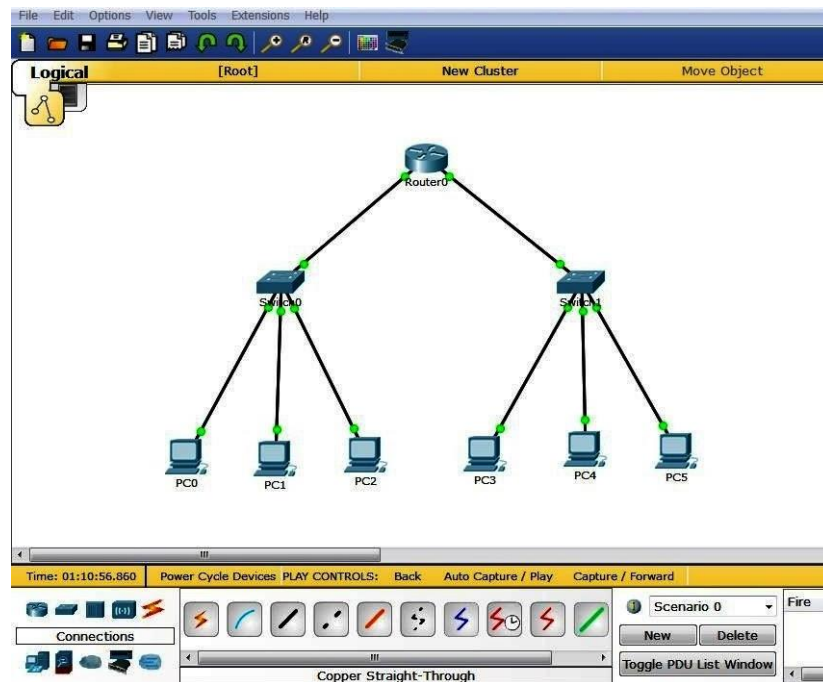 File Edit Options View Tools Extensions Help
Logical [Root] New Cluster Move Object
Router0
Switch0 Switch1
PC0 PC1 PC2 PC3 PC4 PC5
Time: 01:10:56.860 Power Cycle Devices PLAY CONTROLS: Back Auto Capture / Play Capture / Forward
Scenario 0 Fire
Connections New Delete
Toggle PDU List Window
Copper Straight-Through